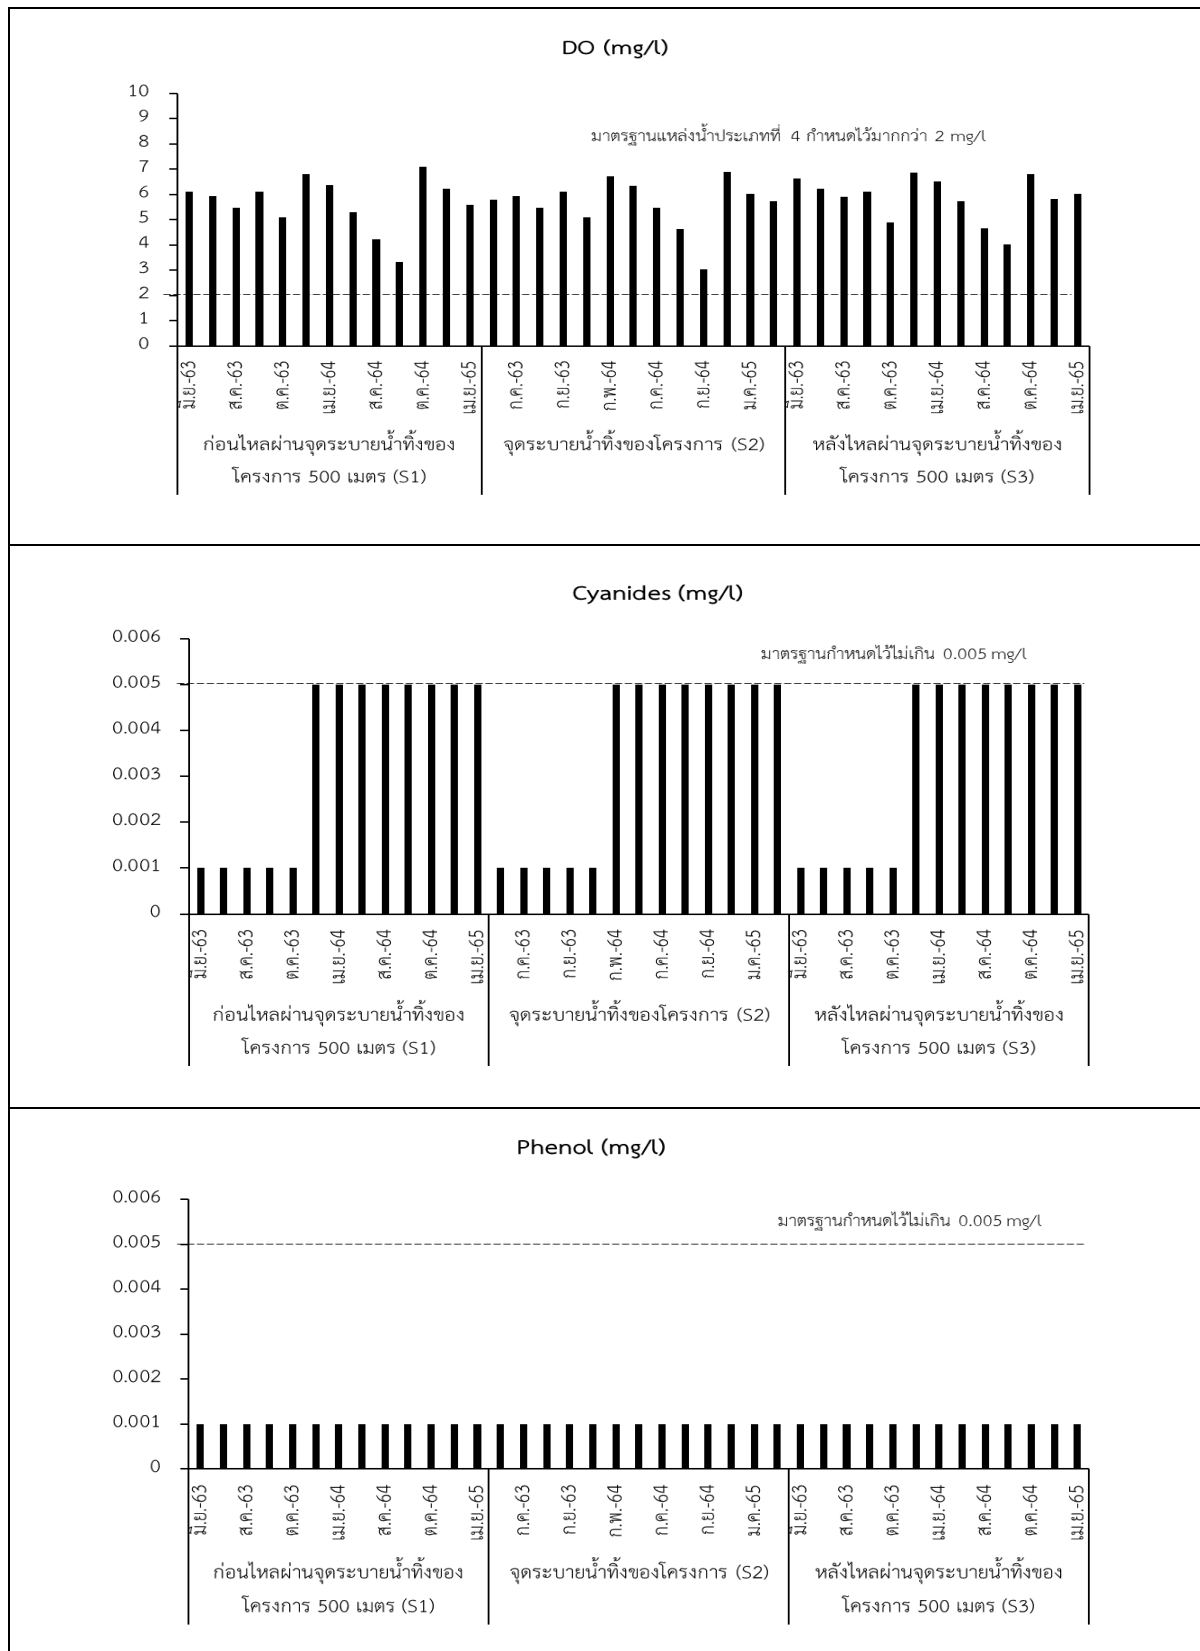 DO (mg/l)
10
9
8
7
6
5
4
3
2
1
0
มาตรฐานแหล่งน้ำประเภทที่ 4 กำหนดไว้มากกว่า 2 mg/l
มิ.ย.-63 ส.ค.-63 ต.ค.-63 เม.ย.-64 ส.ค.-64 ต.ค.-64 เม.ย.-65 ก.ค.-63 ก.ย.-63 ก.พ.-64 ก.ค.-64 ก.ย.-64 ม.ค.-65 มิ.ย.-63 ส.ค.-63 ต.ค.-63 เม.ย.-64 ส.ค.-64 ต.ค.-64 เม.ย.-65
ก่อนไหลผ่านจุดระบายน้ำทิ้งของ
โครงการ 500 เมตร (S1)
จุดระบายน้ำทิ้งของโครงการ (S2)
หลังไหลผ่านจุดระบายน้ำทิ้งของ
โครงการ 500 เมตร (S3)
Cyanides (mg/l)
0.006
0.005
0.004
0.003
0.002
0.001
0
มาตรฐานกำหนดไว้ไม่เกิน 0.005 mg/l
มิ.ย.-63 ส.ค.-63 ต.ค.-63 เม.ย.-64 ส.ค.-64 ต.ค.-64 เม.ย.-65 ก.ค.-63 ก.ย.-63 ก.พ.-64 ก.ค.-64 ก.ย.-64 ม.ค.-65 มิ.ย.-63 ส.ค.-63 ต.ค.-63 เม.ย.-64 ส.ค.-64 ต.ค.-64 เม.ย.-65
ก่อนไหลผ่านจุดระบายน้ำทิ้งของ
โครงการ 500 เมตร (S1)
จุดระบายน้ำทิ้งของโครงการ (S2)
หลังไหลผ่านจุดระบายน้ำทิ้งของ
โครงการ 500 เมตร (S3)
Phenol (mg/l)
0.006
0.005
0.004
0.003
0.002
0.001
0
มาตรฐานกำหนดไว้ไม่เกิน 0.005 mg/l
มิ.ย.-63 ส.ค.-63 ต.ค.-63 เม.ย.-64 ส.ค.-64 ต.ค.-64 เม.ย.-65 ก.ค.-63 ก.ย.-63 ก.พ.-64 ก.ค.-64 ก.ย.-64 ม.ค.-65 มิ.ย.-63 ส.ค.-63 ต.ค.-63 เม.ย.-64 ส.ค.-64 ต.ค.-64 เม.ย.-65
ก่อนไหลผ่านจุดระบายน้ำทิ้งของ
โครงการ 500 เมตร (S1)
จุดระบายน้ำทิ้งของโครงการ (S2)
หลังไหลผ่านจุดระบายน้ำทิ้งของ
โครงการ 500 เมตร (S3)